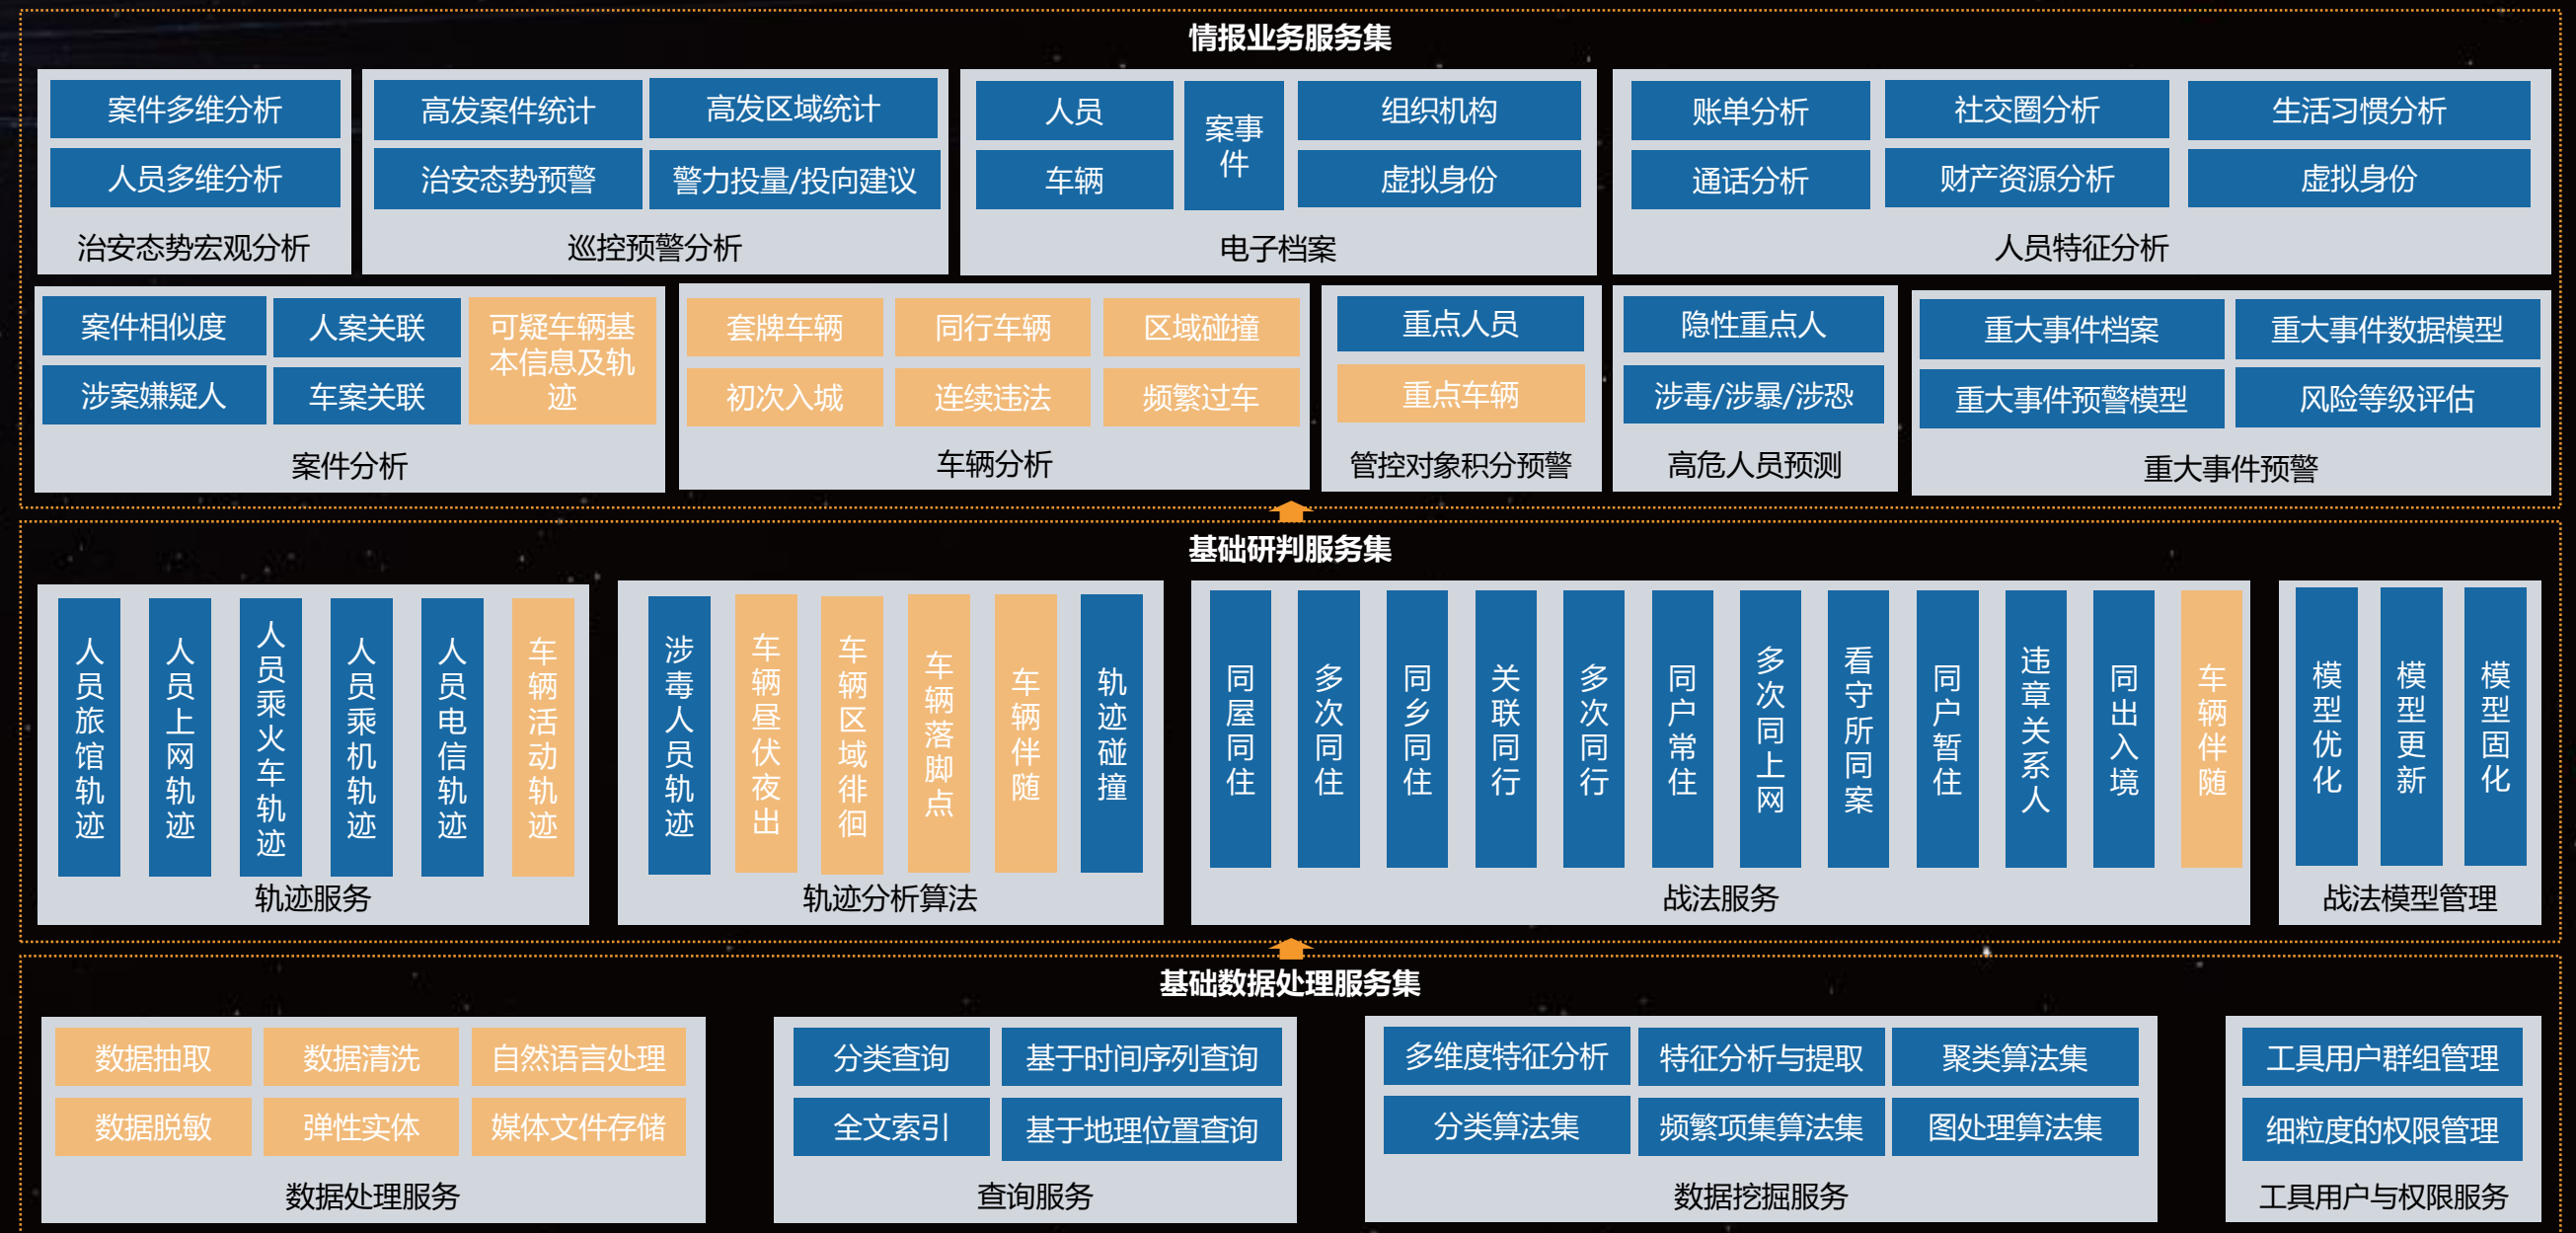 情报业务服务集
案件多维分析
人员多维分析
治安态势宏观分析
高发案件统计
高发区域统计
治安态势预警
警力投量/投向建议
巡控预警分析
人员
车辆
案事
件
组织机构
虚拟身份
电子档案
账单分析
社交圈分析
生活习惯分析
通话分析
财产资源分析
虚拟身份
人员特征分析
案件相似度
人案关联
涉案嫌疑人
车案关联
可疑车辆基
本信息及轨
迹
案件分析
套牌车辆
同行车辆
区域碰撞
初次入城
连续违法
频繁过车
车辆分析
重点人员
重点车辆
管控对象积分预警
隐性重点人
涉毒/涉暴/涉恐
高危人员预测
重大事件档案
重大事件数据模型
重大事件预警模型
风险等级评估
重大事件预警
基础研判服务集
人员旅馆轨迹
人员上网轨迹
人员乘火车轨迹
人员乘机轨迹
人员电信轨迹
车辆活动轨迹
轨迹服务
涉毒人员轨迹
车辆昼伏夜出
车辆区域徘徊
车辆落脚点
车辆伴随
轨迹碰撞
轨迹分析算法
同屋同住
多次同住
同乡同住
关联同行
多次同行
同户常住
多次同上网
看守所同案
同户暂住
违章关系人
同出入境
车辆伴随
战法服务
模型优化
模型更新
模型固化
战法模型管理
基础数据处理服务集
数据抽取
数据清洗
自然语言处理
数据脱敏
弹性实体
媒体文件存储
数据处理服务
分类查询
基于时间序列查询
全文索引
基于地理位置查询
查询服务
多维度特征分析
特征分析与提取
聚类算法集
分类算法集
频繁项集算法集
图处理算法集
数据挖掘服务
工具用户群组管理
细粒度的权限管理
工具用户与权限服务